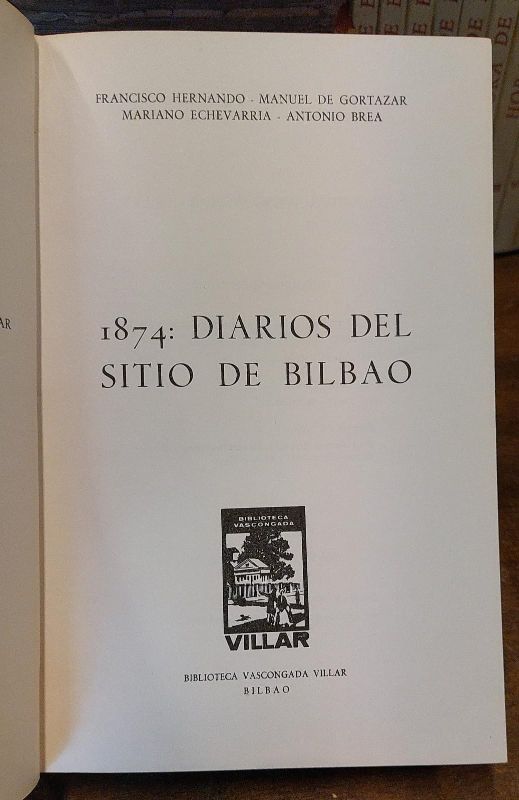 FRANCISCO HERNANDO - MANUEL DE GORTAZAR
MARIANO ECHEVARRIA - ANTONIO BREA
1874: DIARIOS DEL
SITIO DE BILBAO
BIBLIOTECA
VASCONGADA
VILLAR
BIBLIOTECA VASCONGADA VILLAR
BILBAO
AR